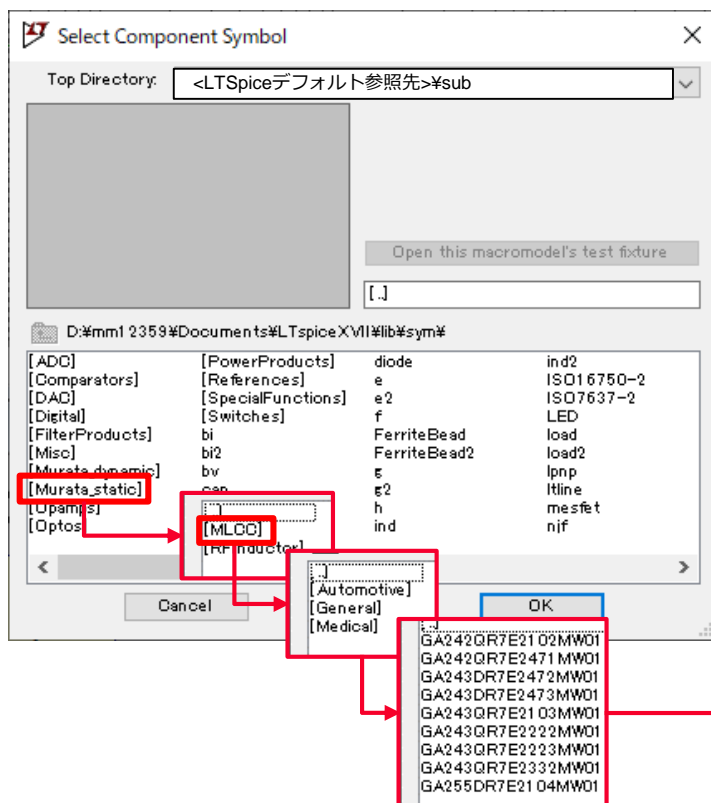 Select Component Symbol
Top Directory: <LTSpiceデフォルト参照先>¥sub
Open this macromodel's test fixture
[..]
D:¥mm12359¥Documents¥LTspiceXVII¥lib¥sym¥
[ADC] [PowerProducts] diode ind2
[Comparators] [References] e ISO16750-2
[DAC] [SpecialFunctions] e2 ISO7637-2
[Digital] [Switches] f LED
[FilterProducts] bi FerriteBead load
[Misc] bi2 FerriteBead2 load2
[Murata_dynamic] bv g lpnp
[Murata_static] cap g2 ltline
[Opamps] h mesfet
[Optos ind njf
[..]
[MLCC]
[RFInductor]
[..]
[Automotive]
[General]
[Medical]
Cancel
OK
[..]
GA242QR7E2102MW01
GA242QR7E2471MW01
GA243DR7E2472MW01
GA243DR7E2473MW01
GA243QR7E2103MW01
GA243QR7E2222MW01
GA243QR7E2223MW01
GA243QR7E2332MW01
GA255DR7E2104MW01